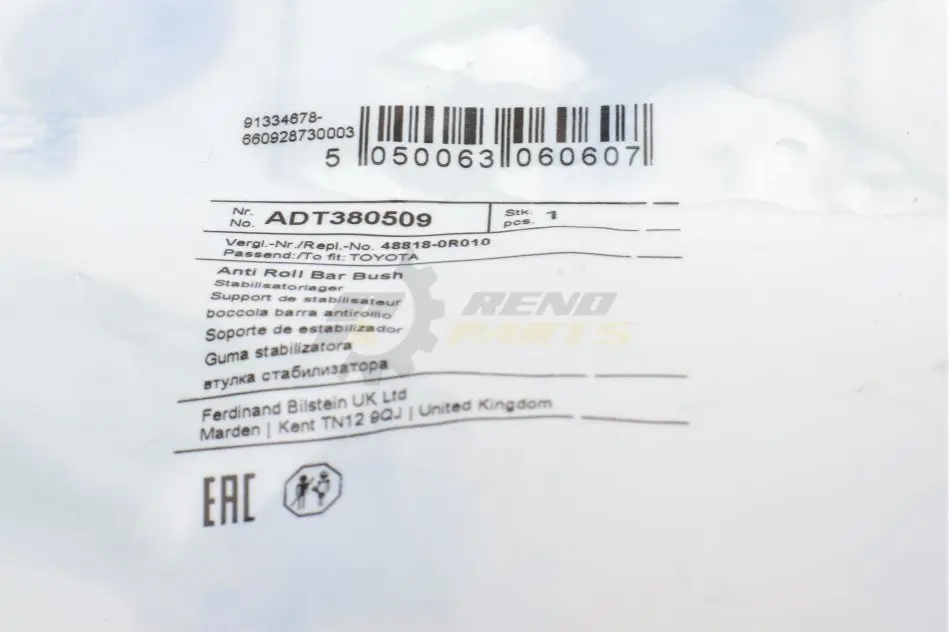 91334678-
660928730003
5 050063 060607
Nr.
No. ADT380509 Stk. pcs. 1
Vergl.-Nr./Repl.-No. 48818-0R010
Passend:/To fit: TOYOTA
Anti Roll Bar Bush
Stabilisatorlager
Support de stabilisateur
boccola barra antirollio
Soporte de estabilizador
Guma stabilizatora
втулка стабилизатора
RENO
PARTS
Ferdinand Bilstein UK Ltd
Marden | Kent TN12 9QJ | United Kingdom
EAC